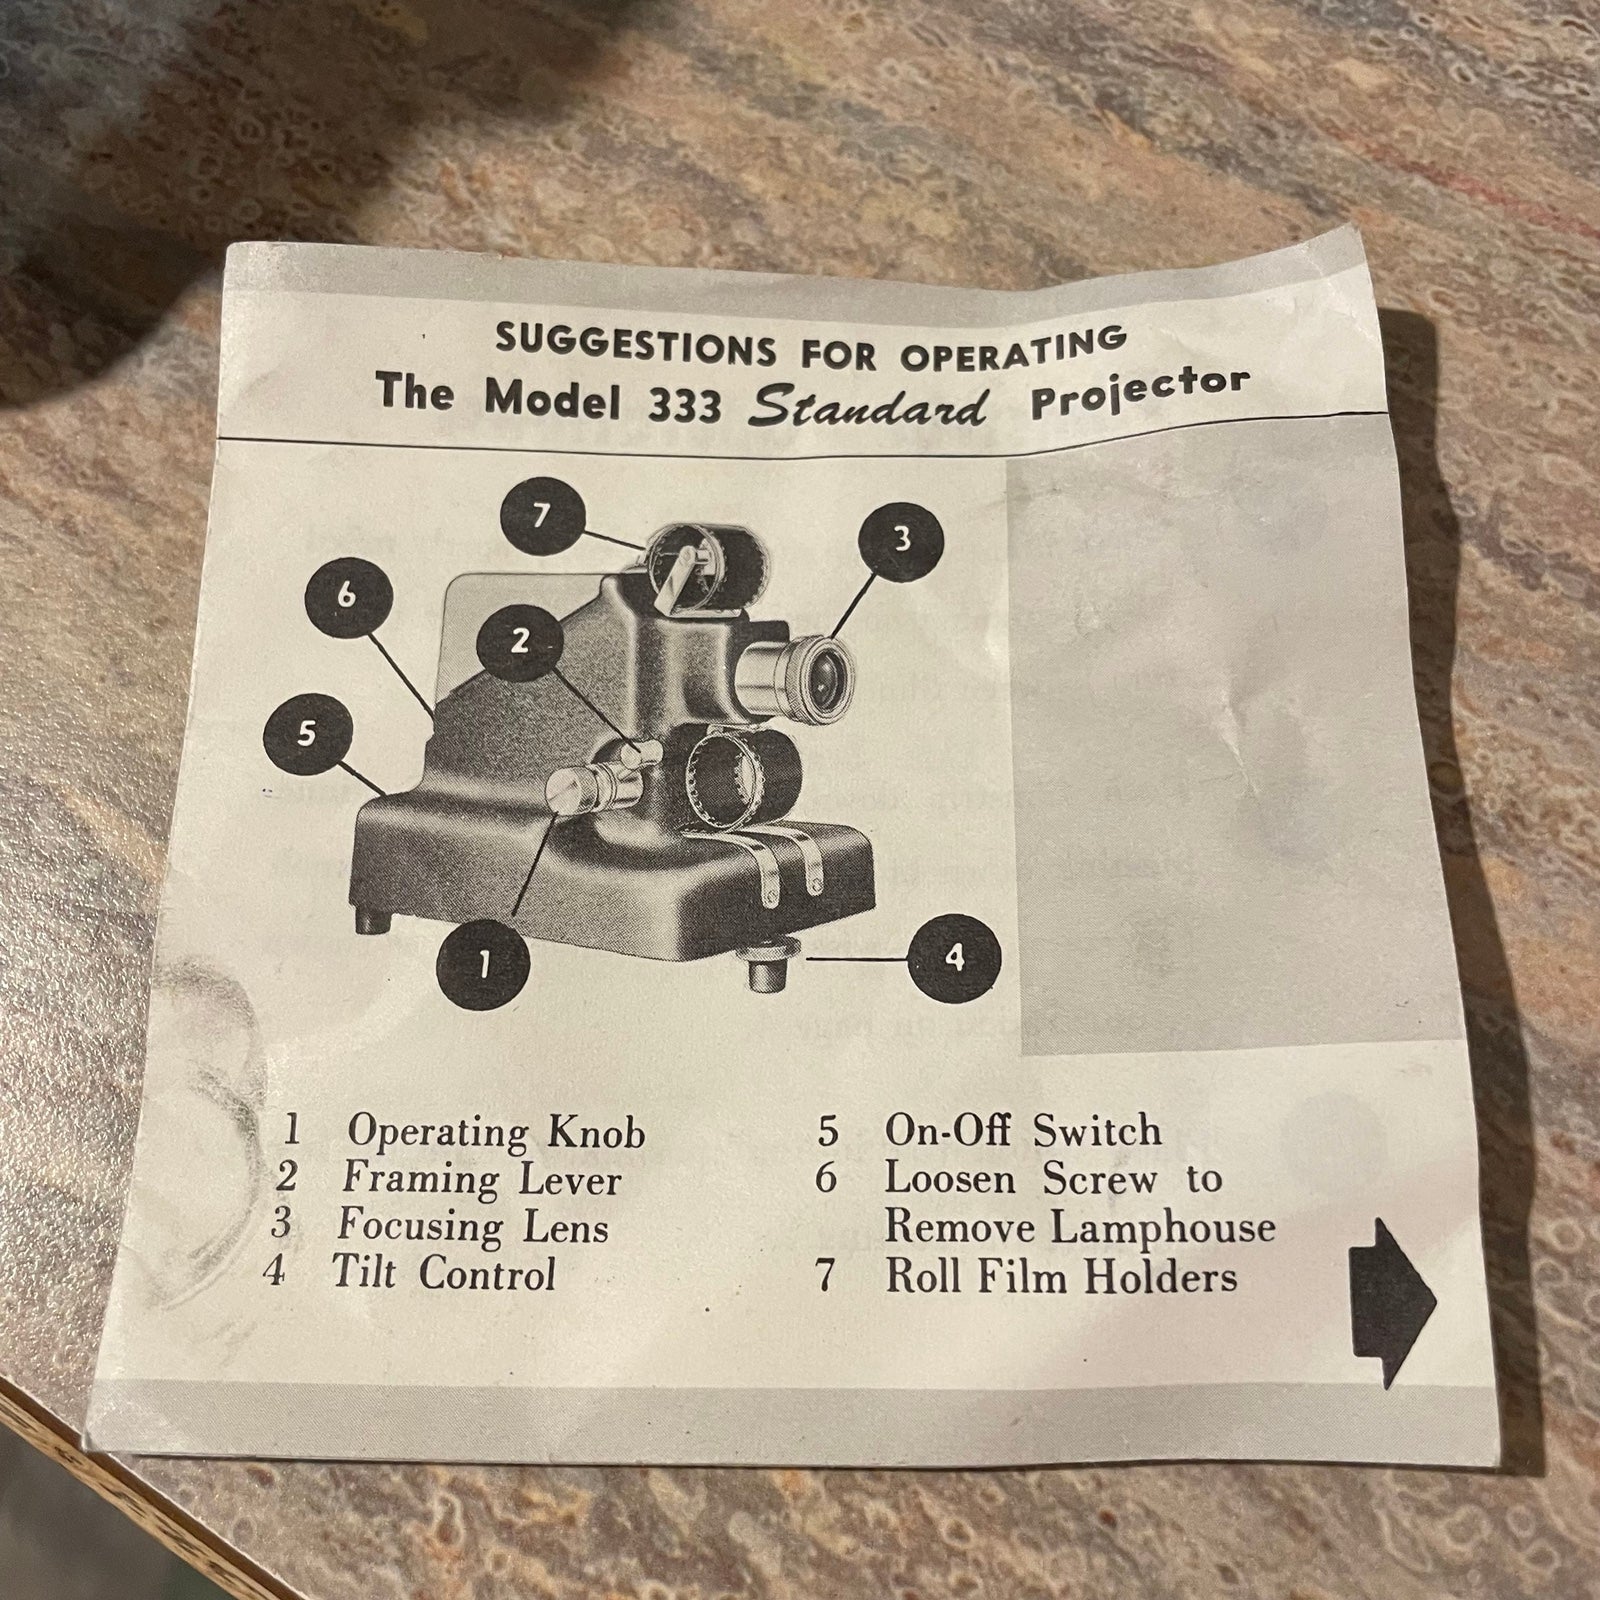 SUGGESTIONS FOR OPERATING
The Model 333 Standard Projector
7
3
6
2
5
1
4
1 Operating Knob
2 Framing Lever
3 Focusing Lens
4 Tilt Control
5 On-Off Switch
6 Loosen Screw to
Remove Lamphouse
7 Roll Film Holders